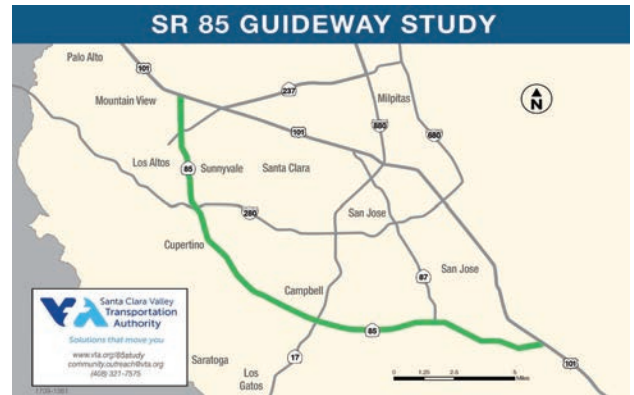 SR 85 GUIDEWAY STUDY
Palo Alto
101
Mountain View
237
Milpitas
N
880
680
101
Los Altos
85
Sunnyvale
Santa Clara
280
San Jose
Cupertino
San Jose
87
Campbell
85
17
101
Saratoga
Los
Gatos
VTA
Santa Clara Valley
Transportation
Authority
Solutions that move you
www.vta.org/85study
community.outreach@vta.org
(408) 321-7575
0 1.25 2.5 5
Miles